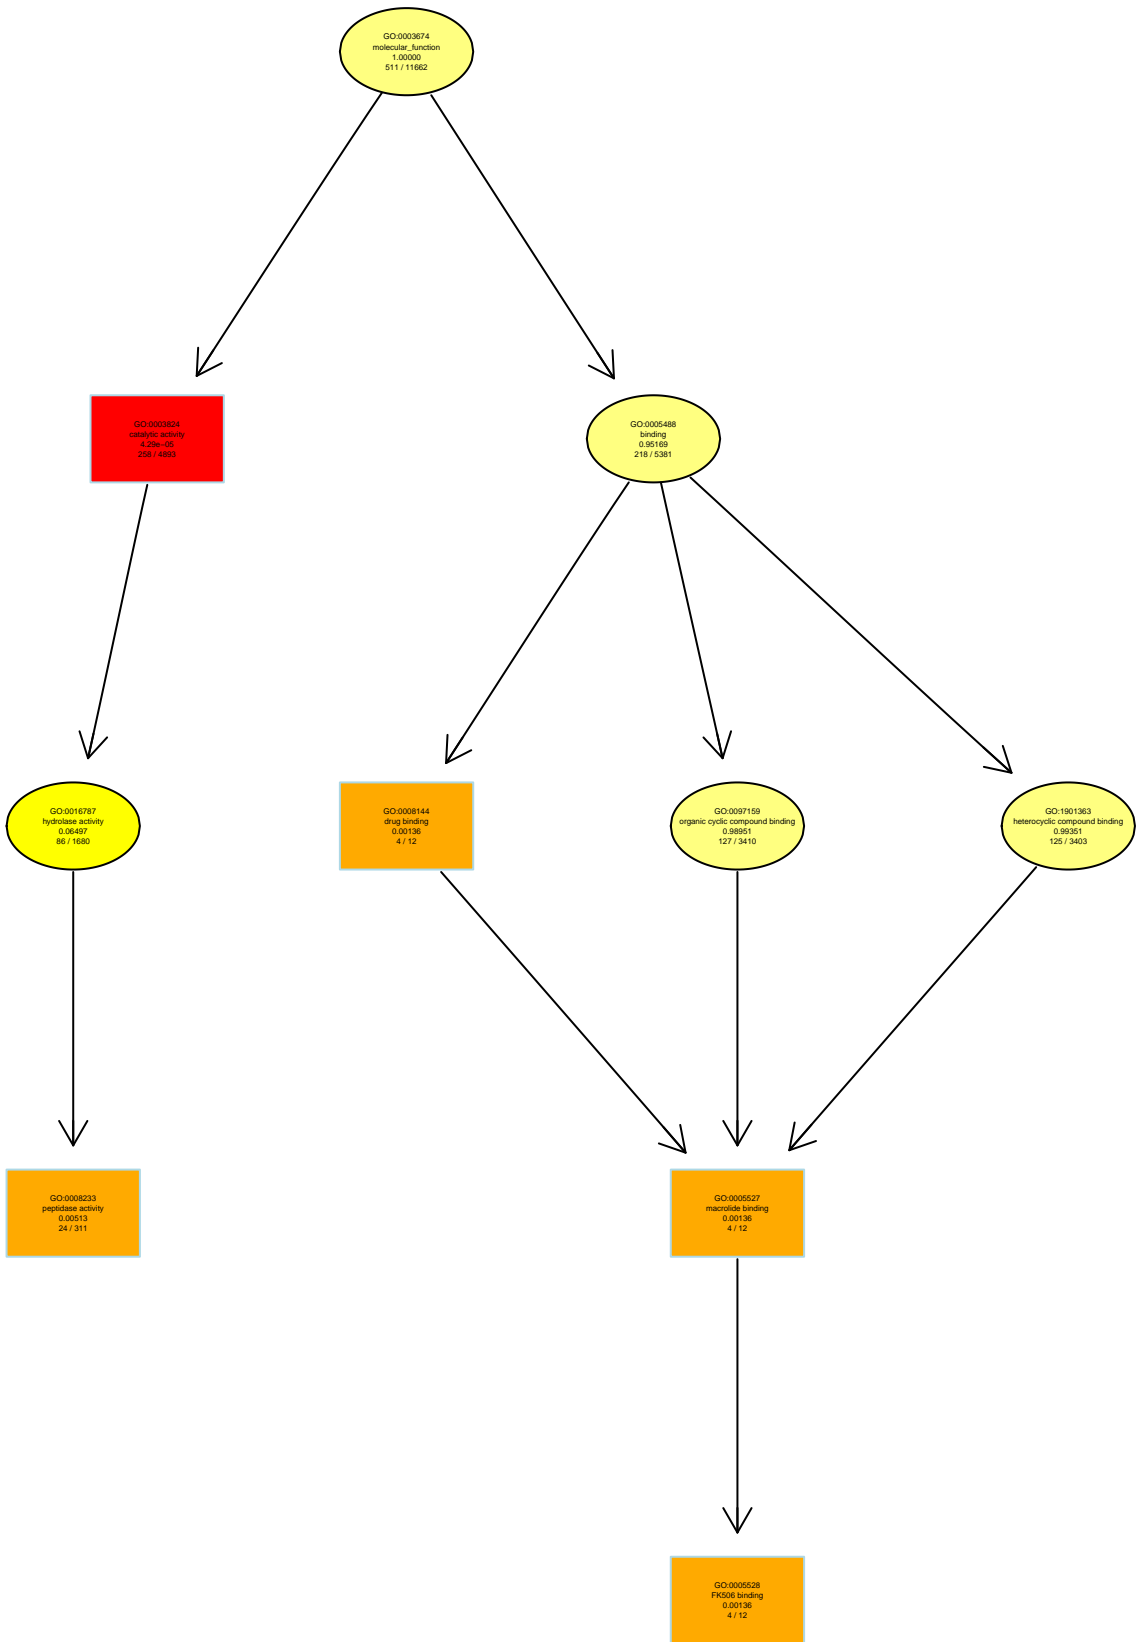 GO:0003674
molecular_function
1.00000
511 / 11662
GO:0003824
catalytic activity
4.29e−05
256 / 4893
GO:0005488
binding
0.95169
218 / 5381
GO:0016787
hydrolase activity
0.06497
86 / 1680
GO:0008144
drug binding
0.00136
4 / 12
GO:0097159
organic cyclic compound binding
0.98951
127 / 3410
GO:1901363
heterocyclic compound binding
0.99351
125 / 3403
GO:0008233
peptidase activity
0.00513
24 / 311
GO:0005527
macrolide binding
0.00136
4 / 12
GO:0005528
FK506 binding
0.00136
4 / 12